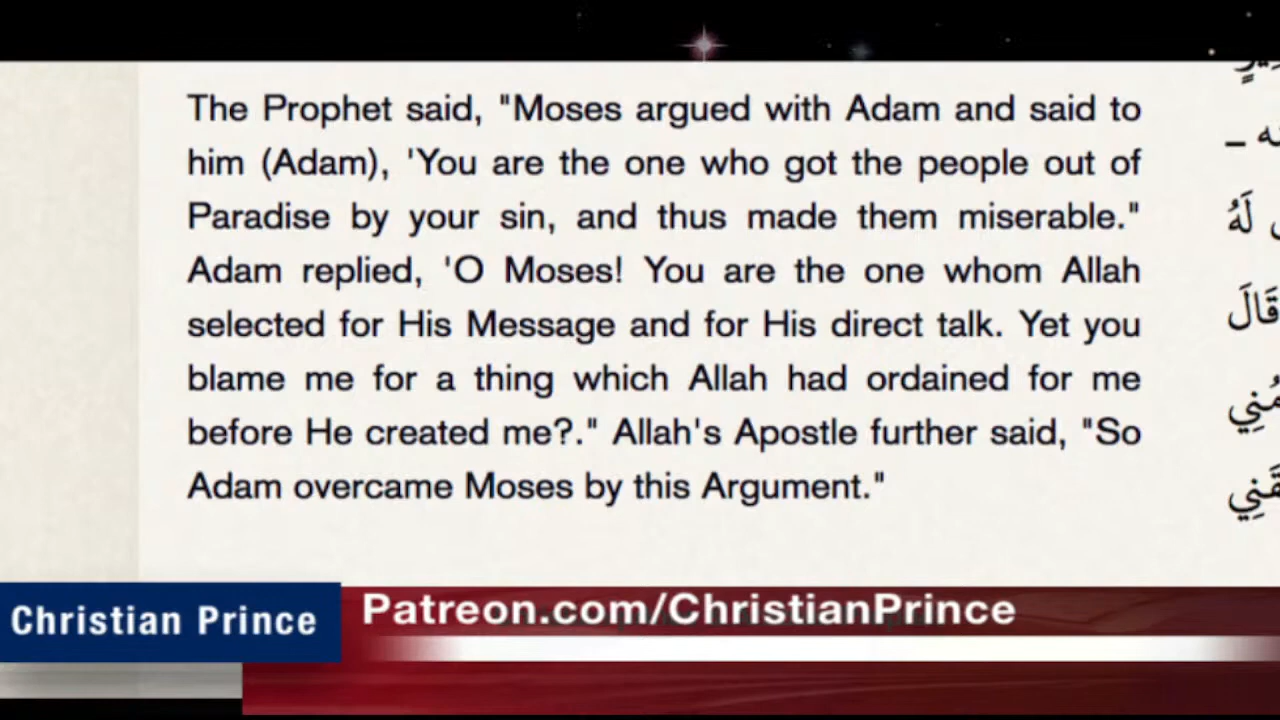 The Prophet said, "Moses argued with Adam and said to
him (Adam), 'You are the one who got the people out of
Paradise by your sin, and thus made them miserable."
Adam replied, 'O Moses! You are the one whom Allah
selected for His Message and for His direct talk. Yet you
blame me for a thing which Allah had ordained for me
before He created me?." Allah's Apostle further said, "So
Adam overcame Moses by this Argument."
لَهُ
قَالَ
Christian Prince
Patreon.com/ChristianPrince